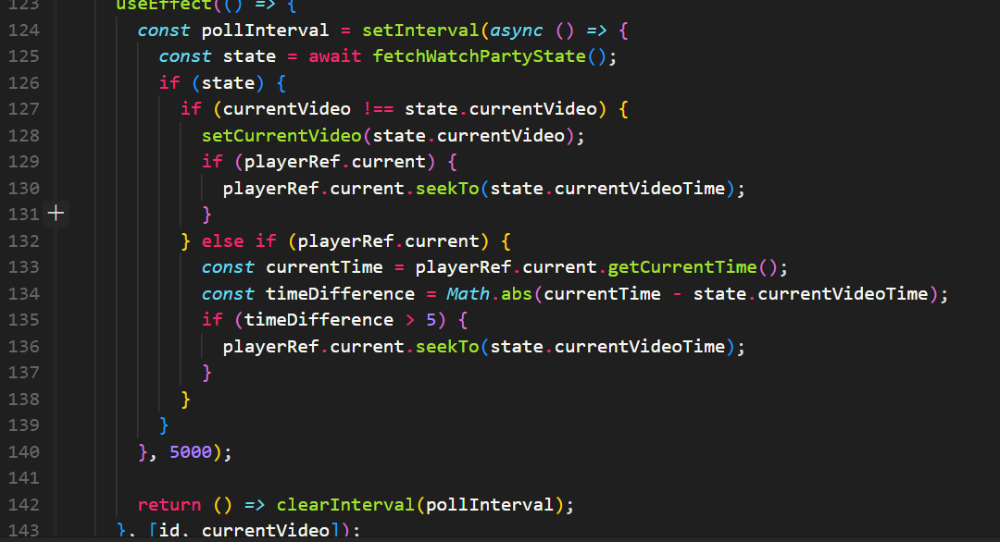 123 useEffect(() => {
124 const pollInterval = setInterval(async () => {
125 const state = await fetchWatchPartyState();
126 if (state) {
127 if (currentVideo !== state.currentVideo) {
128 setCurrentVideo(state.currentVideo);
129 if (playerRef.current) {
130 playerRef.current.seekTo(state.currentVideoTime);
131 + }
132 } else if (playerRef.current) {
133 const currentTime = playerRef.current.getCurrentTime();
134 const timeDifference = Math.abs(currentTime - state.currentVideoTime);
135 if (timeDifference > 5) {
136 playerRef.current.seekTo(state.currentVideoTime);
137 }
138 }
139 }
140 }, 5000);
141
142 return () => clearInterval(pollInterval);
143 }, [id, currentVideo]);